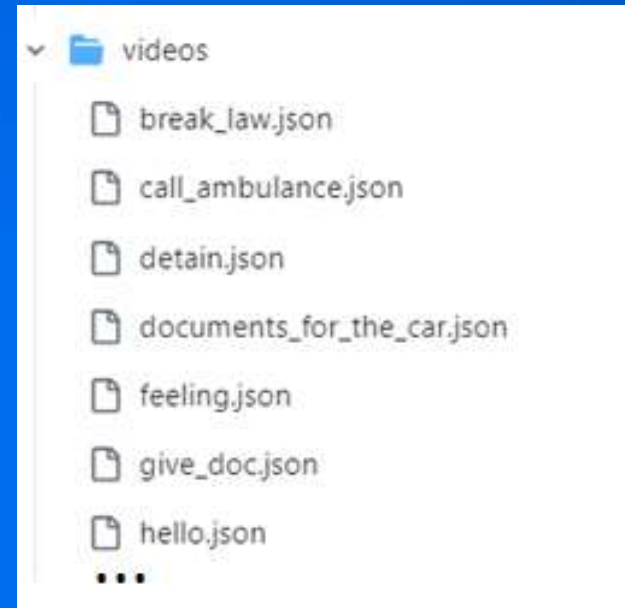 videos
break_law.json
call_ambulance.json
detain.json
documents_for_the_car.json
feeling.json
give_doc.json
hello.json
...